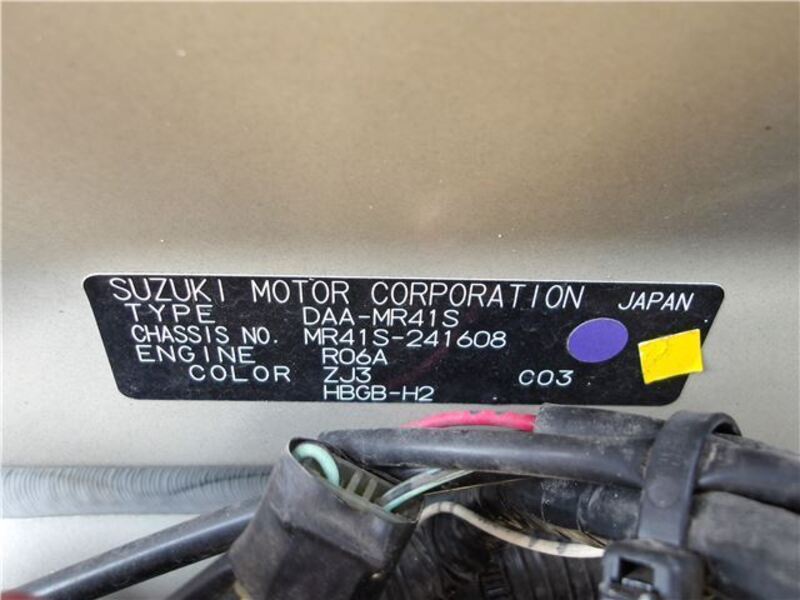 SUZUKI MOTOR CORPORATION JAPAN
TYPE DAA-MR41S
CHASSIS NO. MR41S-241608
ENGINE R06A
COLOR ZJ3 C03
HBGB-H2